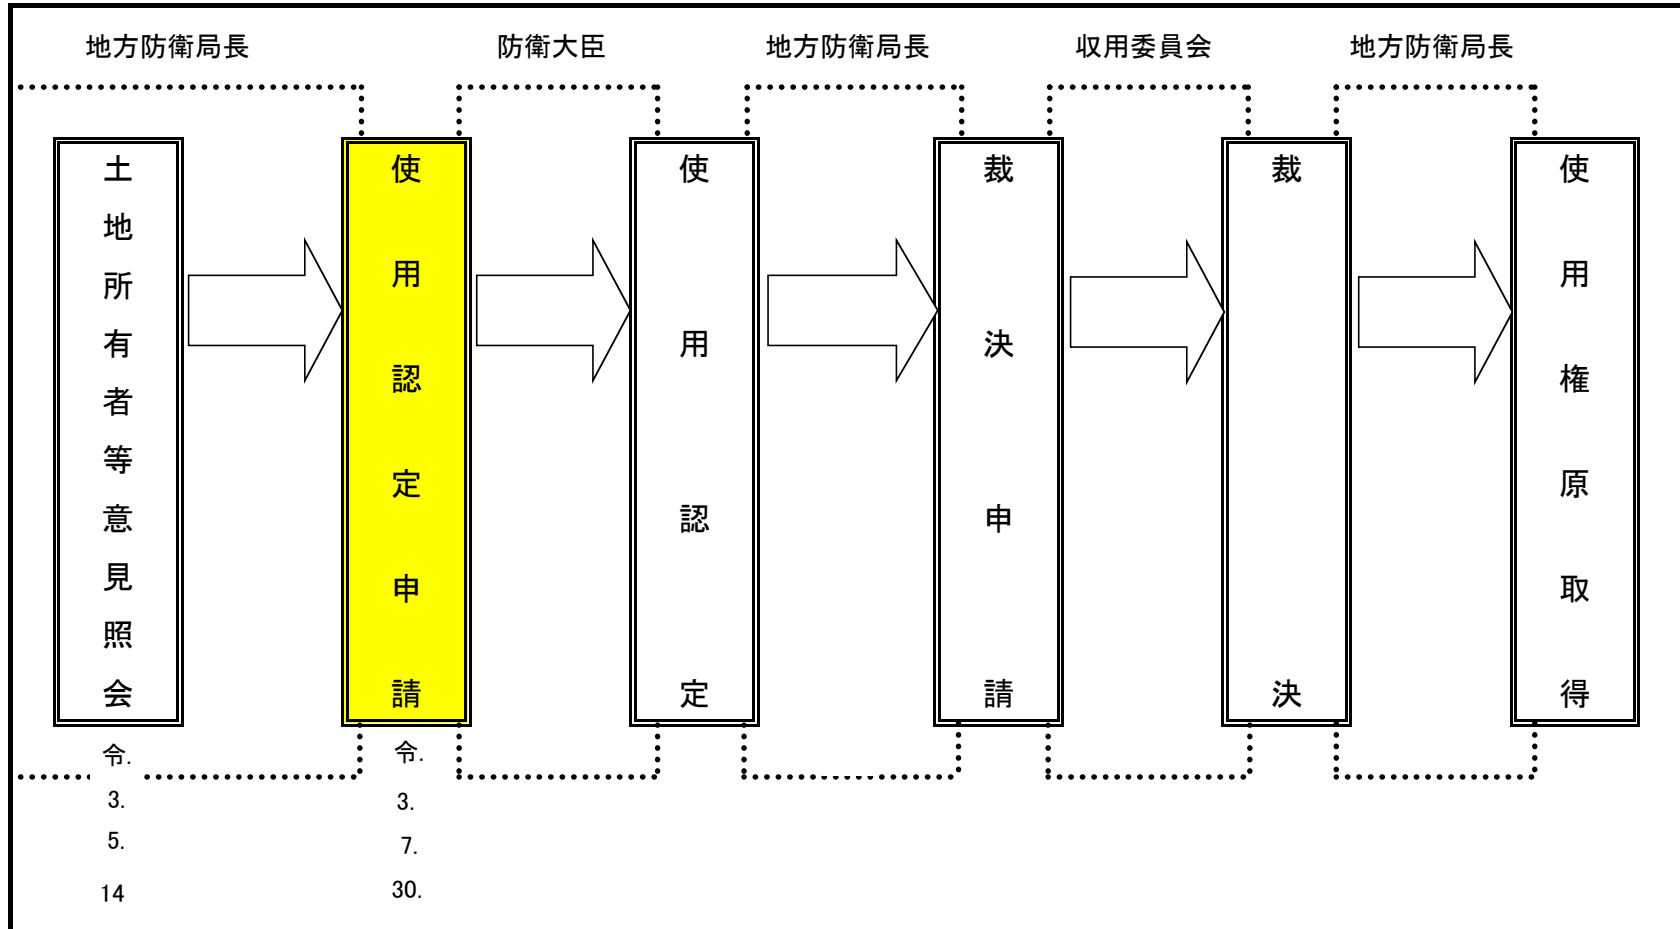 地方防衛局長
防衛大臣
地方防衛局長
収用委員会
地方防衛局長
土地所有者等意見照会
使用認定申請
使用認定
裁決申請
裁決
使用権原取得
令.
3.
5.
14
令.
3.
7.
30.